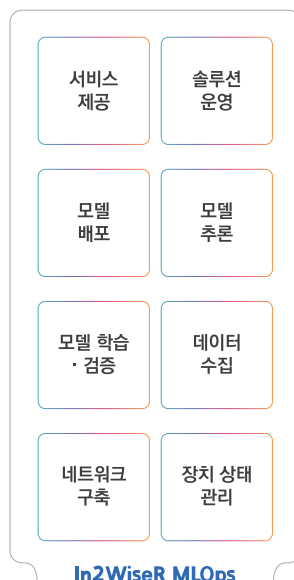 서비스
제공
솔루션
운영
모델
배포
모델
추론
모델 학습
· 검증
데이터
수집
네트워크
구축
장치 상태
관리
In2WiseR MLOps